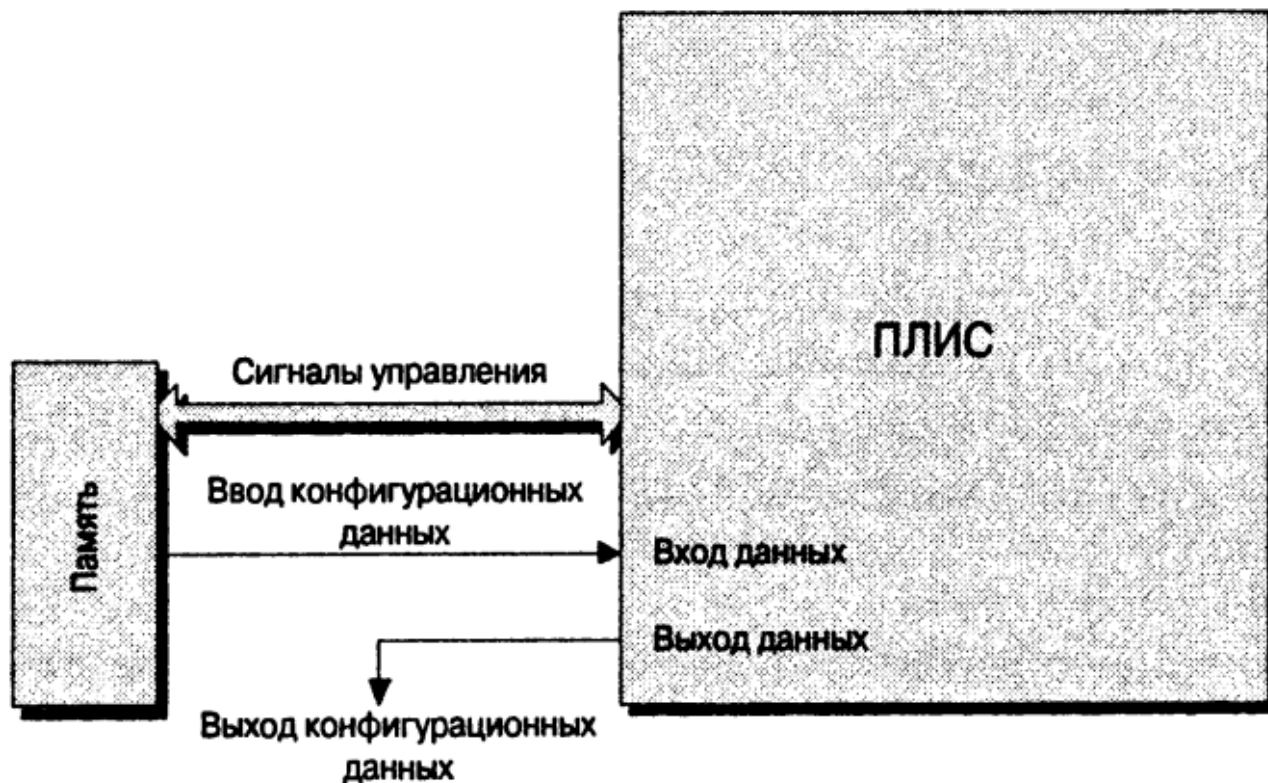 ПЛИС
Сигналы управления
Память
Ввод конфигурационных
данных
Вход данных
Выход данных
Выход конфигурационных
данных